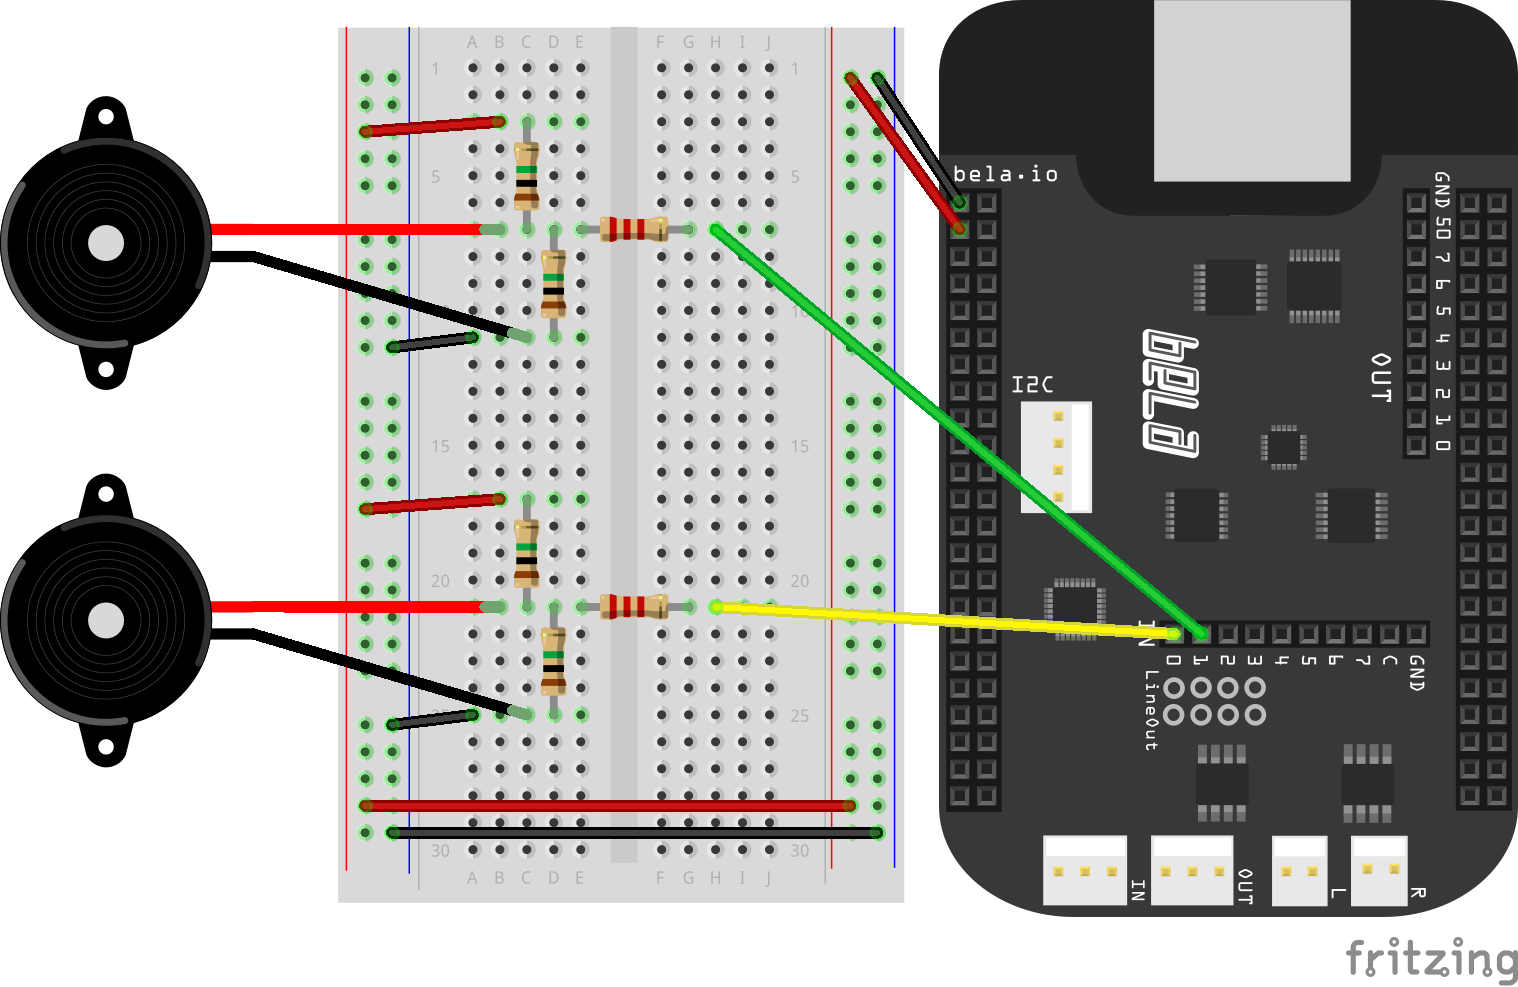 A B C D E F G H I J
1 1
5 5
10
15 15
20 20
25 25
30 30
A B C D E F G H I J
bela.io
I2C
bela
GND
50
7
6
5
4
3
2
1
0
OUT
IN
0 1 2 3 4 5 6 7 C GND
LineOut
IN OUT L R
fritzing